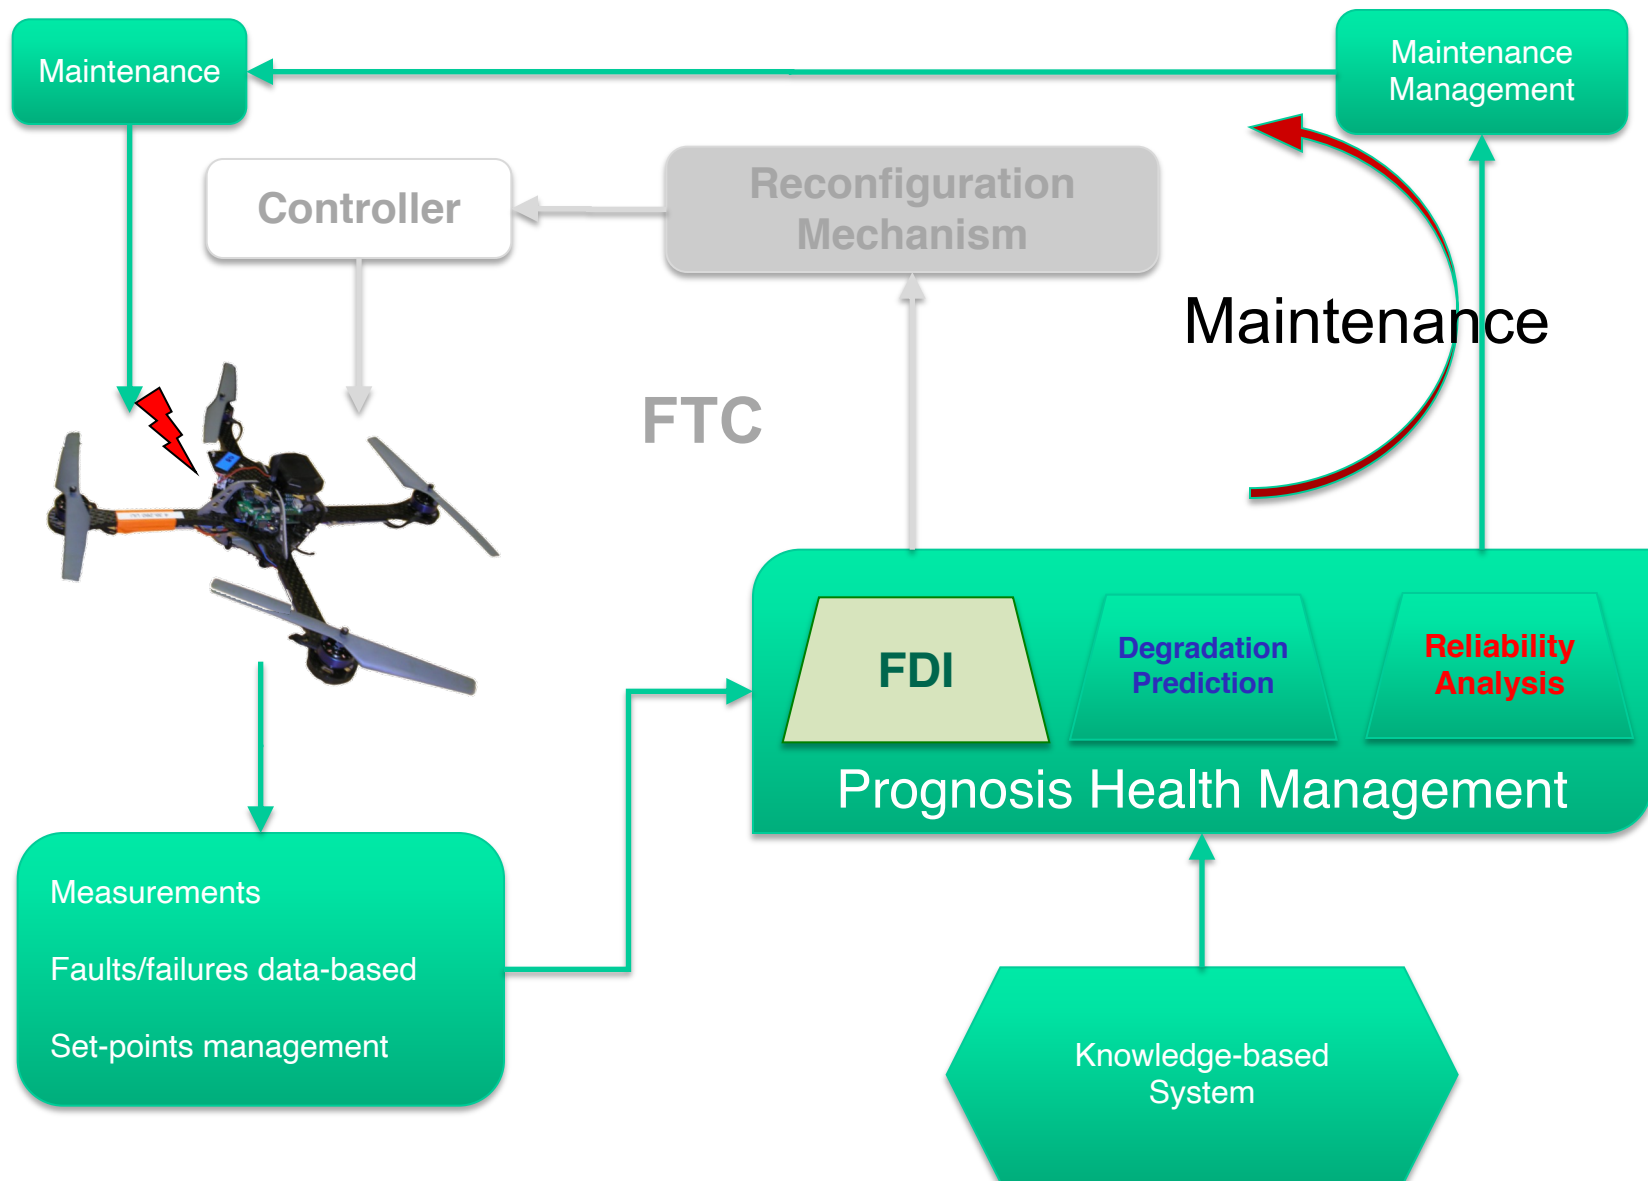 Maintenance
Maintenance
Management
Controller
Reconfiguration
Mechanism
Maintenance
FTC
FDI
Degradation
Prediction
Reliability
Analysis
Prognosis Health Management
Measurements
Faults/failures data-based
Set-points management
Knowledge-based
System